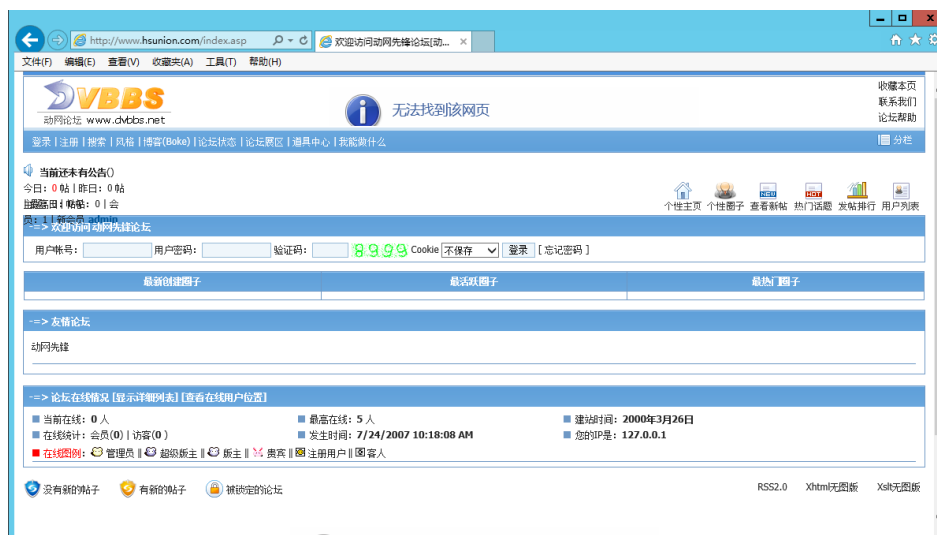 http://www.hsunion.com/index.asp
欢迎访问动网先锋论坛[动...
文件(F) 编辑(E) 查看(V) 收藏夹(A) 工具(T) 帮助(H)
DVBBS
动网论坛 www.dvbbs.net
无法找到该网页
收藏本页
联系我们
论坛帮助
登录 | 注册 | 搜索 | 风格 | 博客(Boke) | 论坛状态 | 论坛展区 | 道具中心 | 我能做什么
分栏
当前还未有公告()
今日: 0 帖 | 昨日: 0 帖
帖: 0 | 会
员: 1 | 新会员 admin
个性主页 个性圈子 查看新帖 热门话题 发帖排行 用户列表
NEW
HOT
-=> 欢迎访问 动网先锋论坛
用户帐号: 用户密码: 验证码: 8999 Cookie 不保存 登录 [ 忘记密码 ]
最新创建圈子 最活跃圈子 最热门圈子
-=> 友情论坛
动网先锋
-=> 论坛在线情况 [显示详细列表] [查看在线用户位置]
当前在线: 0 人 最高在线: 5 人 建站时间: 2000年3月26日
在线统计: 会员(0) | 访客(0 ) 发生时间: 7/24/2007 10:18:08 AM 您的IP是: 127.0.0.1
在线图例: 管理员 ‖ 超级版主 ‖ 版主 ‖ 贵宾 ‖ 注册用户 ‖ 客人
没有新的帖子 有新的帖子 被锁定的论坛 RSS2.0 Xhtml无图版 Xslt无图版